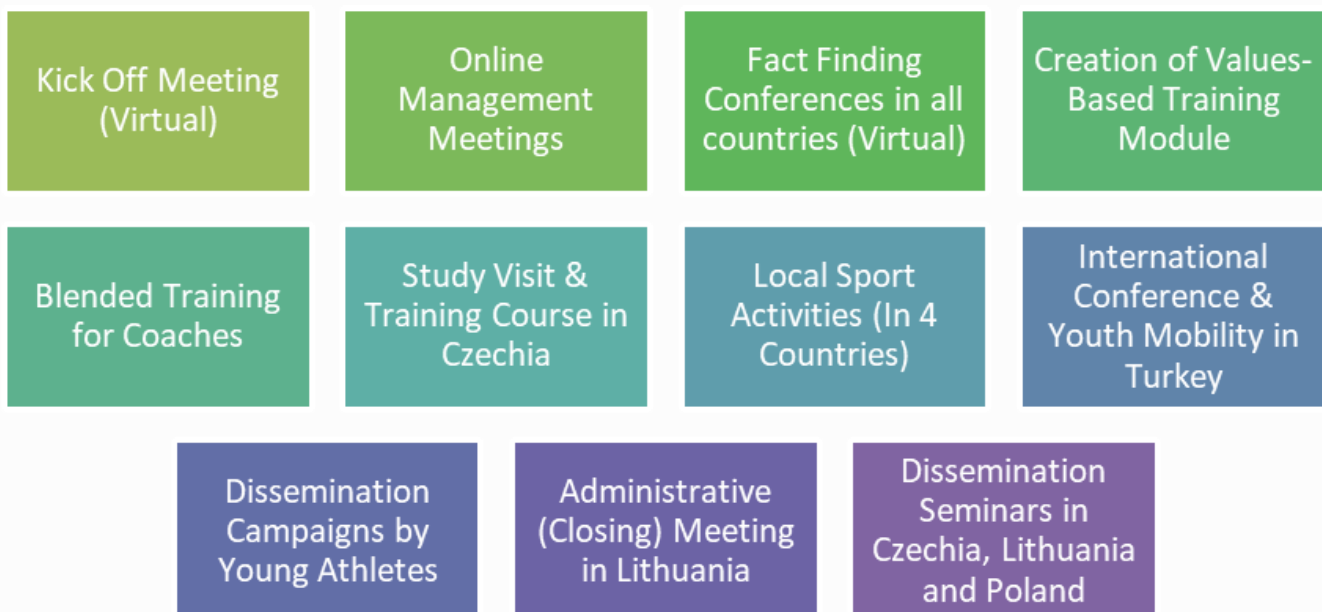 Kick Off Meeting
(Virtual)
Online
Management
Meetings
Fact Finding
Conferences in all
countries (Virtual)
Creation of Values-
Based Training
Module
Blended Training
for Coaches
Study Visit &
Training Course in
Czechia
Local Sport
Activities (In 4
Countries)
International
Conference &
Youth Mobility in
Turkey
Dissemination
Campaigns by
Young Athletes
Administrative
(Closing) Meeting
in Lithuania
Dissemination
Seminars in
Czechia, Lithuania
and Poland